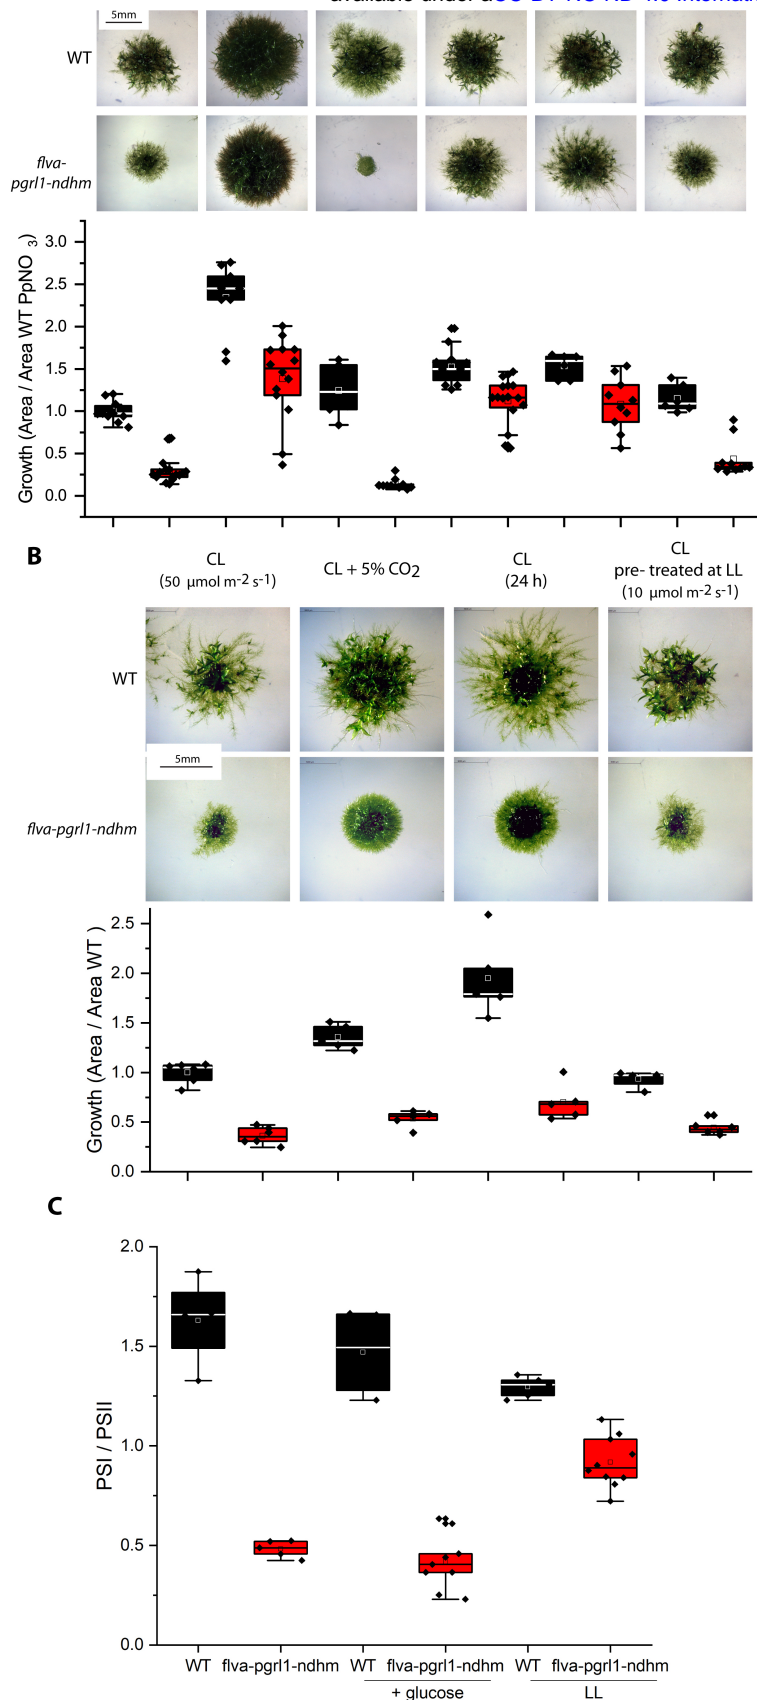 5mm
WT
flva-
pgrl1-ndhm
Growth (Area / Area WT PpNO 3)
3.0
2.5
2.0
1.5
1.0
0.5
0.0
B
CL
(50 µmol m-2 s-1)
CL + 5% CO2
CL
(24 h)
CL
pre- treated at LL
(10 µmol m-2 s-1)
WT
5mm
flva-pgrl1-ndhm
Growth (Area / Area WT )
2.5
2.0
1.5
1.0
0.5
0.0
C
PSI / PSII
2.0
1.5
1.0
0.5
0.0
WT flva-pgrl1-ndhm WT flva-pgrl1-ndhm WT flva-pgrl1-ndhm
+ glucose LL